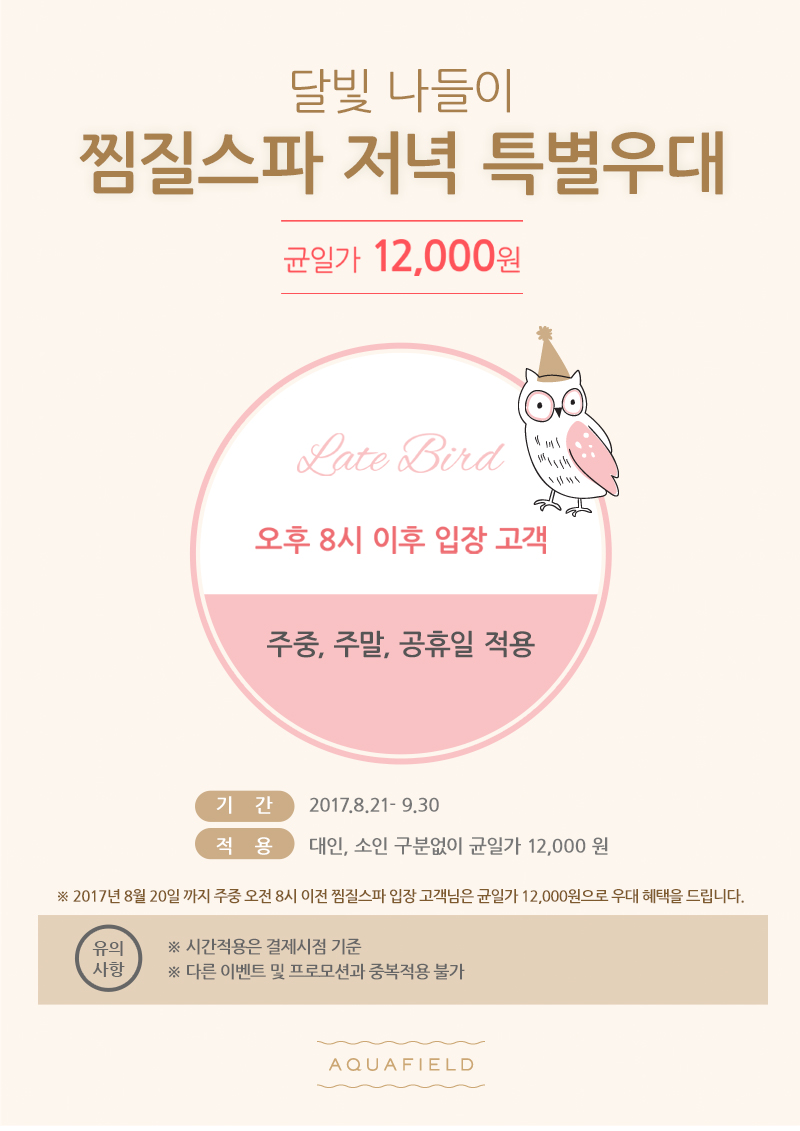 달빛 나들이
찜질스파 저녁 특별우대
균일가 12,000원
Late Bird
오후 8시 이후 입장 고객
주중, 주말, 공휴일 적용
기 간 2017.8.21- 9.30
적 용 대인, 소인 구분없이 균일가 12,000 원
※ 2017년 8월 20일 까지 주중 오전 8시 이전 찜질스파 입장 고객님은 균일가 12,000원으로 우대 혜택을 드립니다.
유의
사항
※ 시간적용은 결제시점 기준
※ 다른 이벤트 및 프로모션과 중복적용 불가
AQUAFIELD